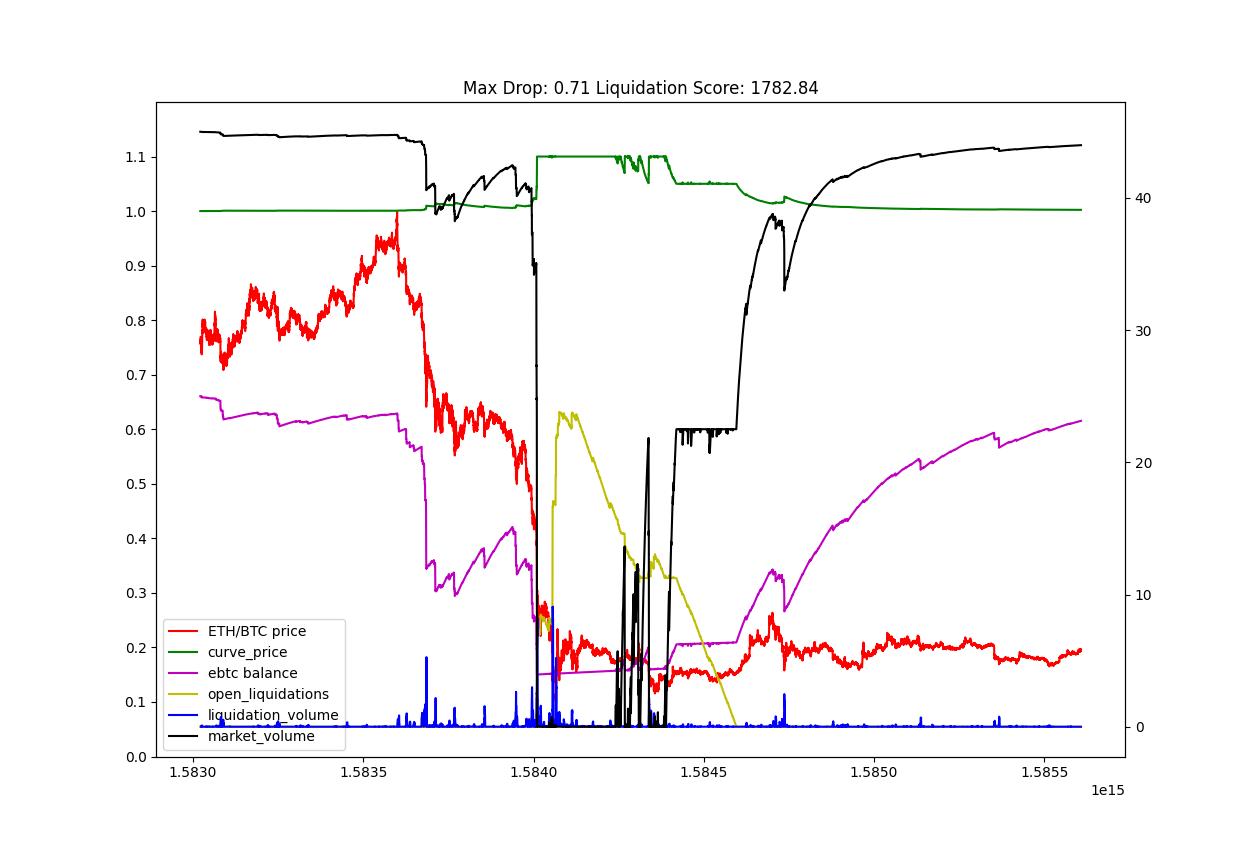 Max Drop: 0.71 Liquidation Score: 1782.84
1.1
1.0
0.9
0.8
0.7
0.6
0.5
0.4
0.3
0.2
0.1
0.0
40
30
20
10
0
ETH/BTC price
curve_price
ebtc balance
open_liquidations
liquidation_volume
market_volume
1.5830 1.5835 1.5840 1.5845 1.5850 1.5855
1e15